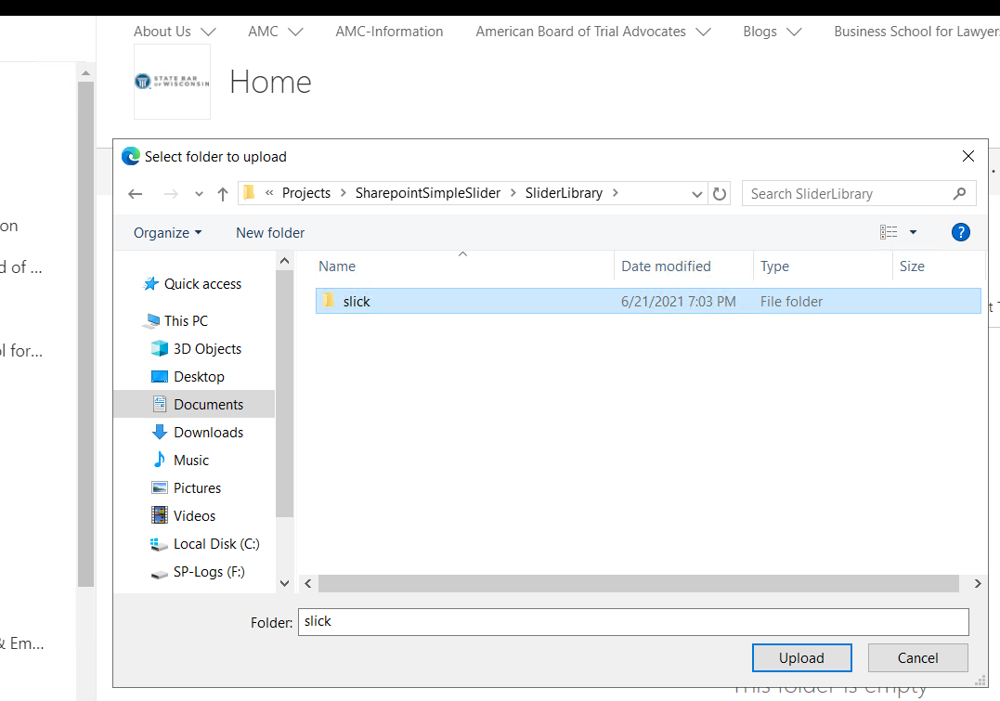 About Us AMC AMC-Information American Board of Trial Advocates Blogs Business School for Lawyer
STATE BAR
OF WISCONSIN
Home
Select folder to upload
« Projects > SharepointSimpleSlider > SliderLibrary >
Search SliderLibrary
Organize New folder
?
on
d of ...
l for...
& Em...
Name Date modified Type Size
slick 6/21/2021 7:03 PM File folder
Quick access
This PC
3D Objects
Desktop
Documents
Downloads
Music
Pictures
Videos
Local Disk (C:)
SP-Logs (F:)
Folder: slick
Upload Cancel
This folder is empty